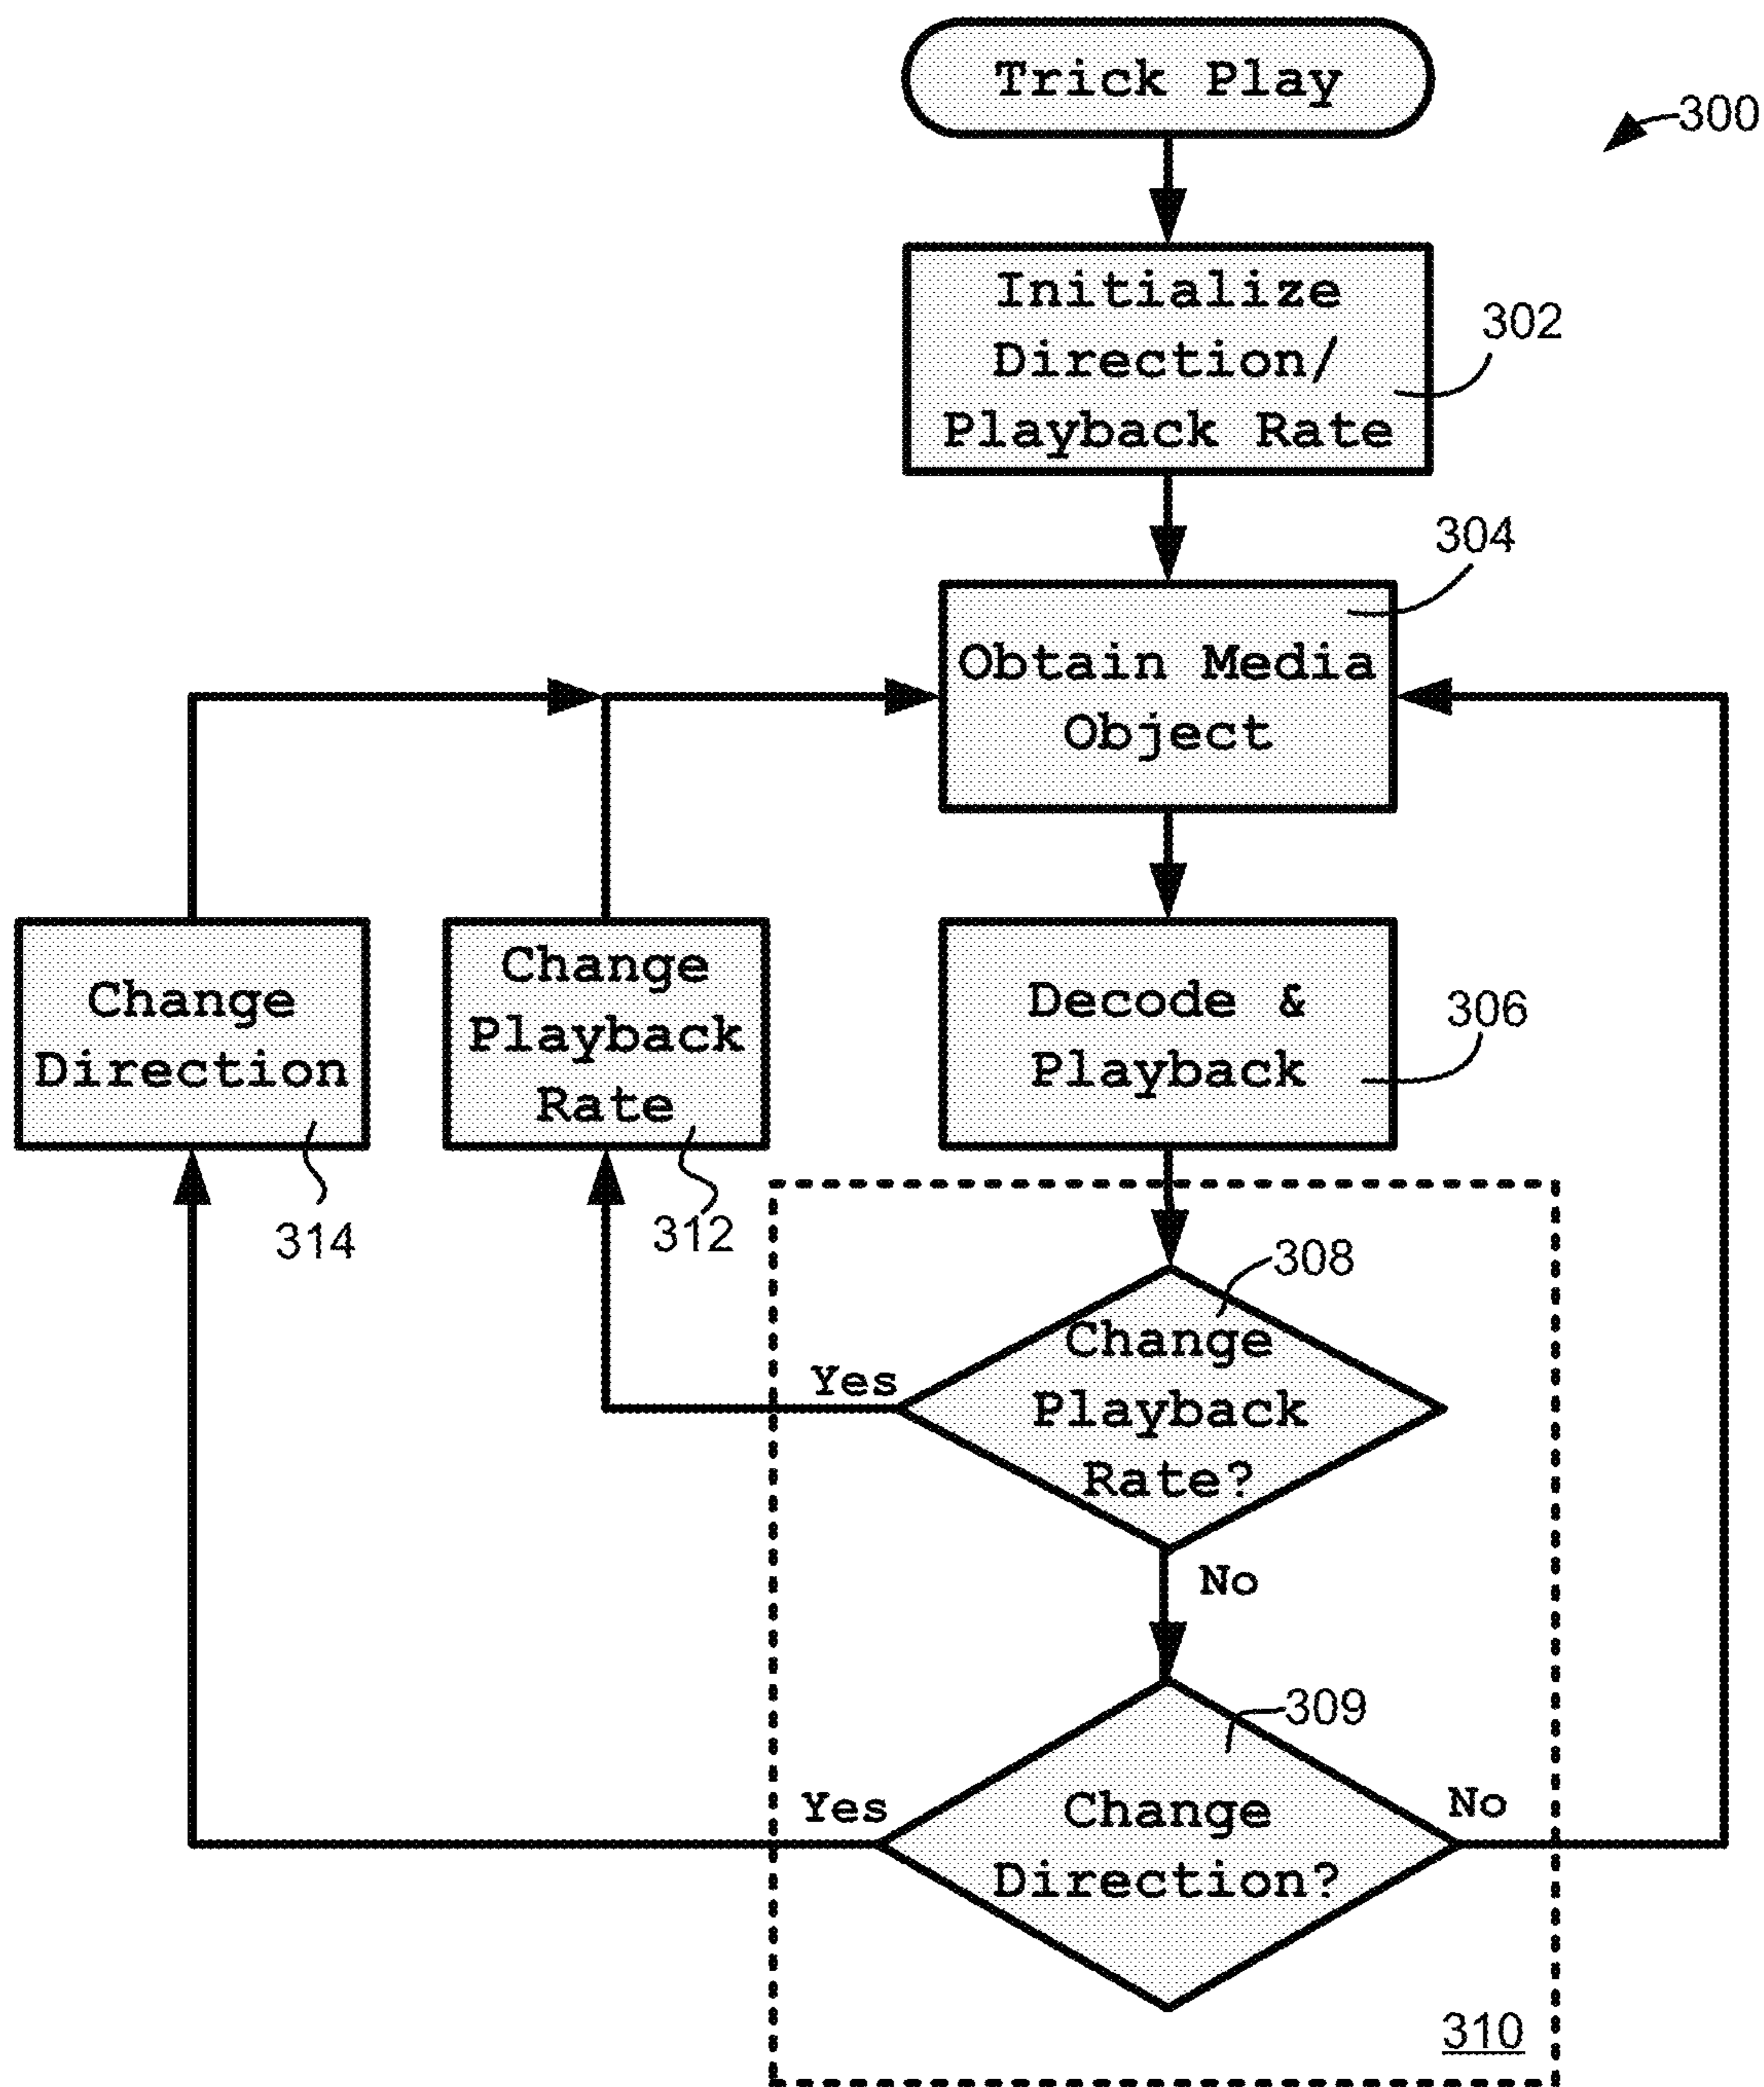 Trick Play
300
Initialize
Direction/
Playback Rate
302
304
Obtain Media
Object
Change
Direction
314
Change
Playback
Rate
312
Decode &
Playback
306
308
Change
Playback
Rate?
Yes
No
309
Change
Direction?
Yes
No
310